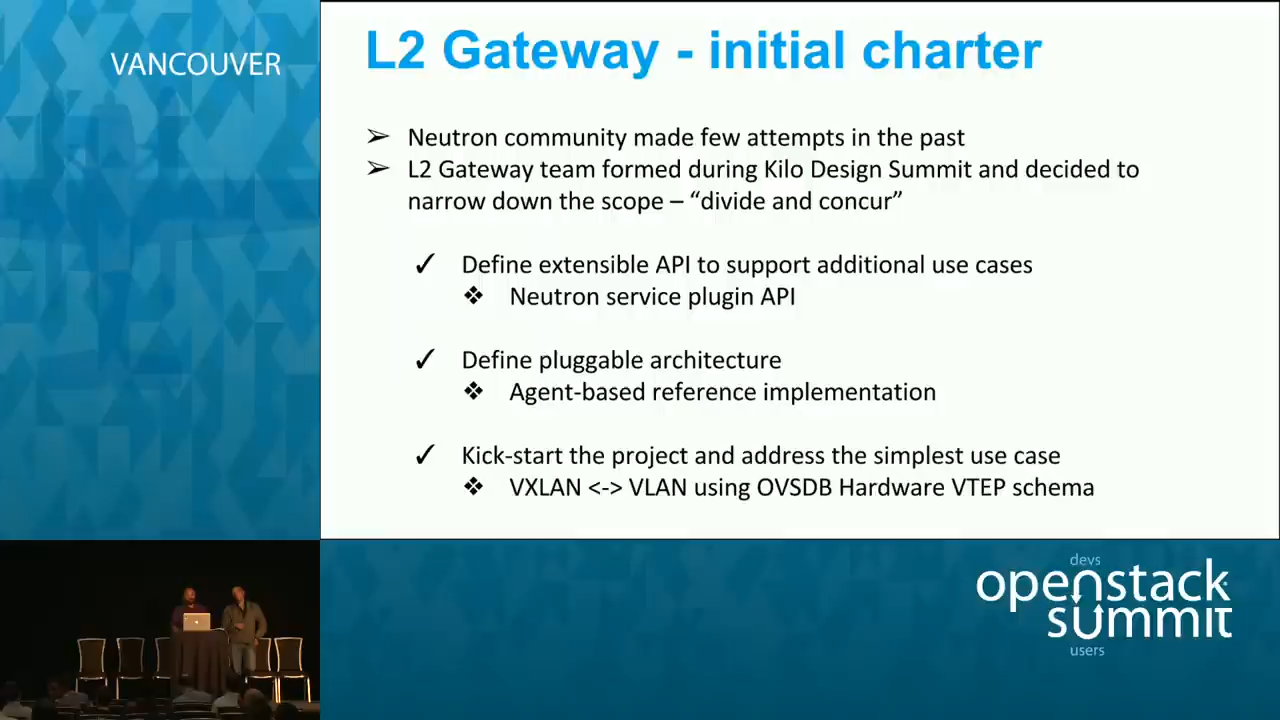 VANCOUVER
L2 Gateway - initial charter
➢ Neutron community made few attempts in the past
➢ L2 Gateway team formed during Kilo Design Summit and decided to
narrow down the scope – “divide and concur”
✓ Define extensible API to support additional use cases
❖ Neutron service plugin API
✓ Define pluggable architecture
❖ Agent-based reference implementation
✓ Kick-start the project and address the simplest use case
❖ VXLAN <-> VLAN using OVSDB Hardware VTEP schema
devs
openstack
summit
users